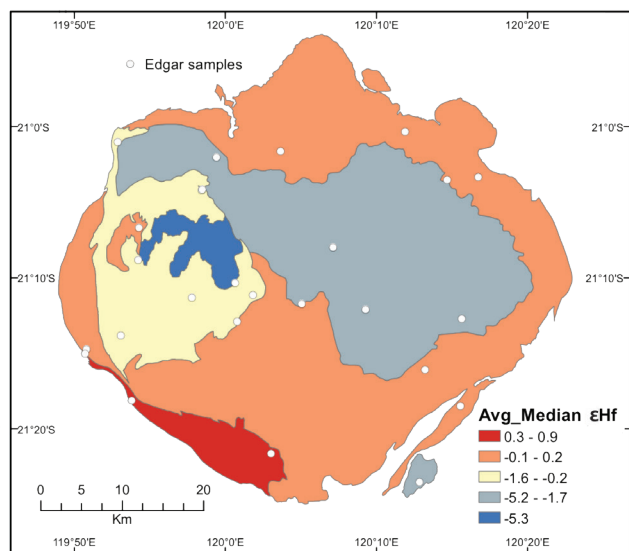 119°50'E 120°0'E 120°10'E 120°20'E
Edgar samples
21°0'S 21°0'S
21°10'S 21°10'S
21°20'S
Avg_Median εHf
0.3 - 0.9
-0.1 - 0.2
-1.6 - -0.2
-5.2 - -1.7
-5.3
0 5 10 20
Km
119°50'E 120°0'E 120°10'E 120°20'E